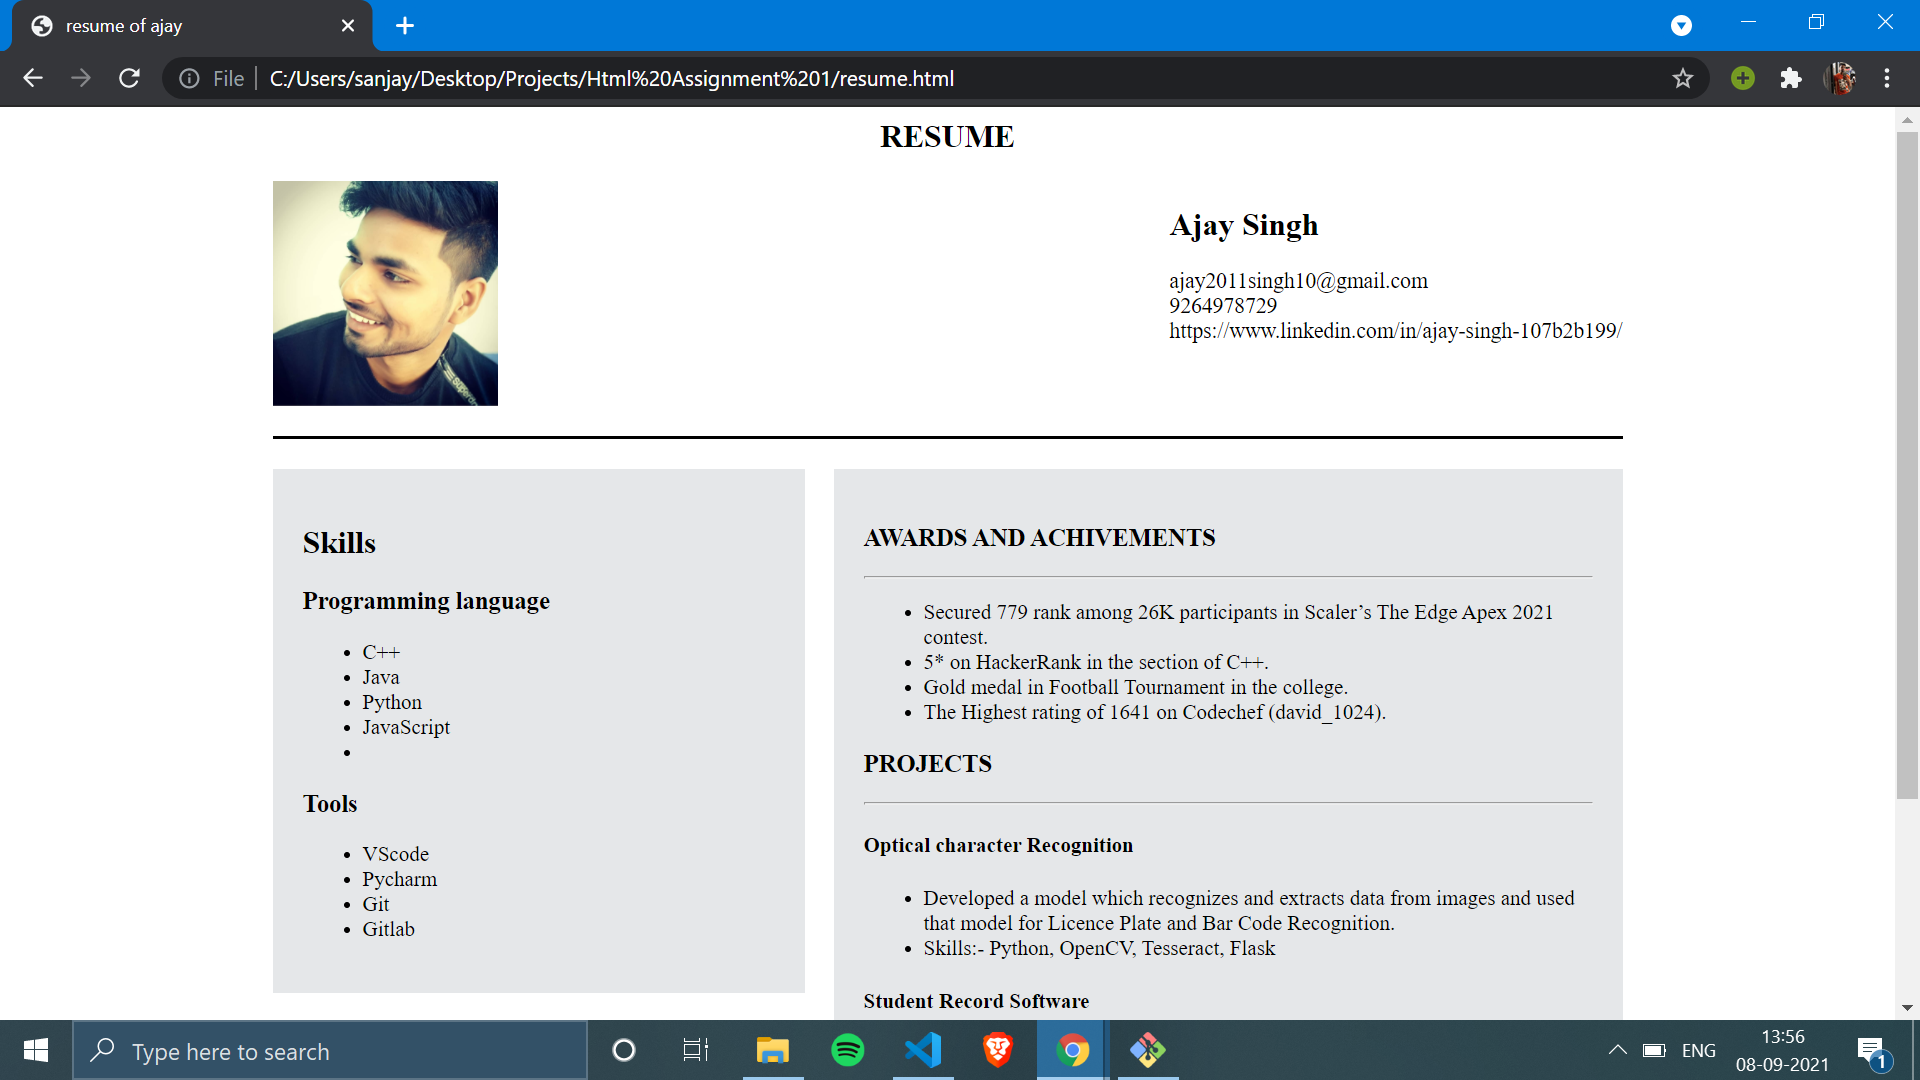 resume of ajay
File
C:/Users/sanjay/Desktop/Projects/Html%20Assignment%201/resume.html
RESUME
Ajay Singh
ajay2011singh10@gmail.com
9264978729
https://www.linkedin.com/in/ajay-singh-107b2b199/
Skills
Programming language
C++
Java
Python
JavaScript
Tools
VScode
Pycharm
Git
Gitlab
AWARDS AND ACHIVEMENTS
Secured 779 rank among 26K participants in Scaler’s The Edge Apex 2021
contest.
5* on HackerRank in the section of C++.
Gold medal in Football Tournament in the college.
The Highest rating of 1641 on Codechef (david_1024).
PROJECTS
Optical character Recognition
Developed a model which recognizes and extracts data from images and used
that model for Licence Plate and Bar Code Recognition.
Skills:- Python, OpenCV, Tesseract, Flask
Student Record Software
Type here to search
ENG
13:56
08-09-2021
1